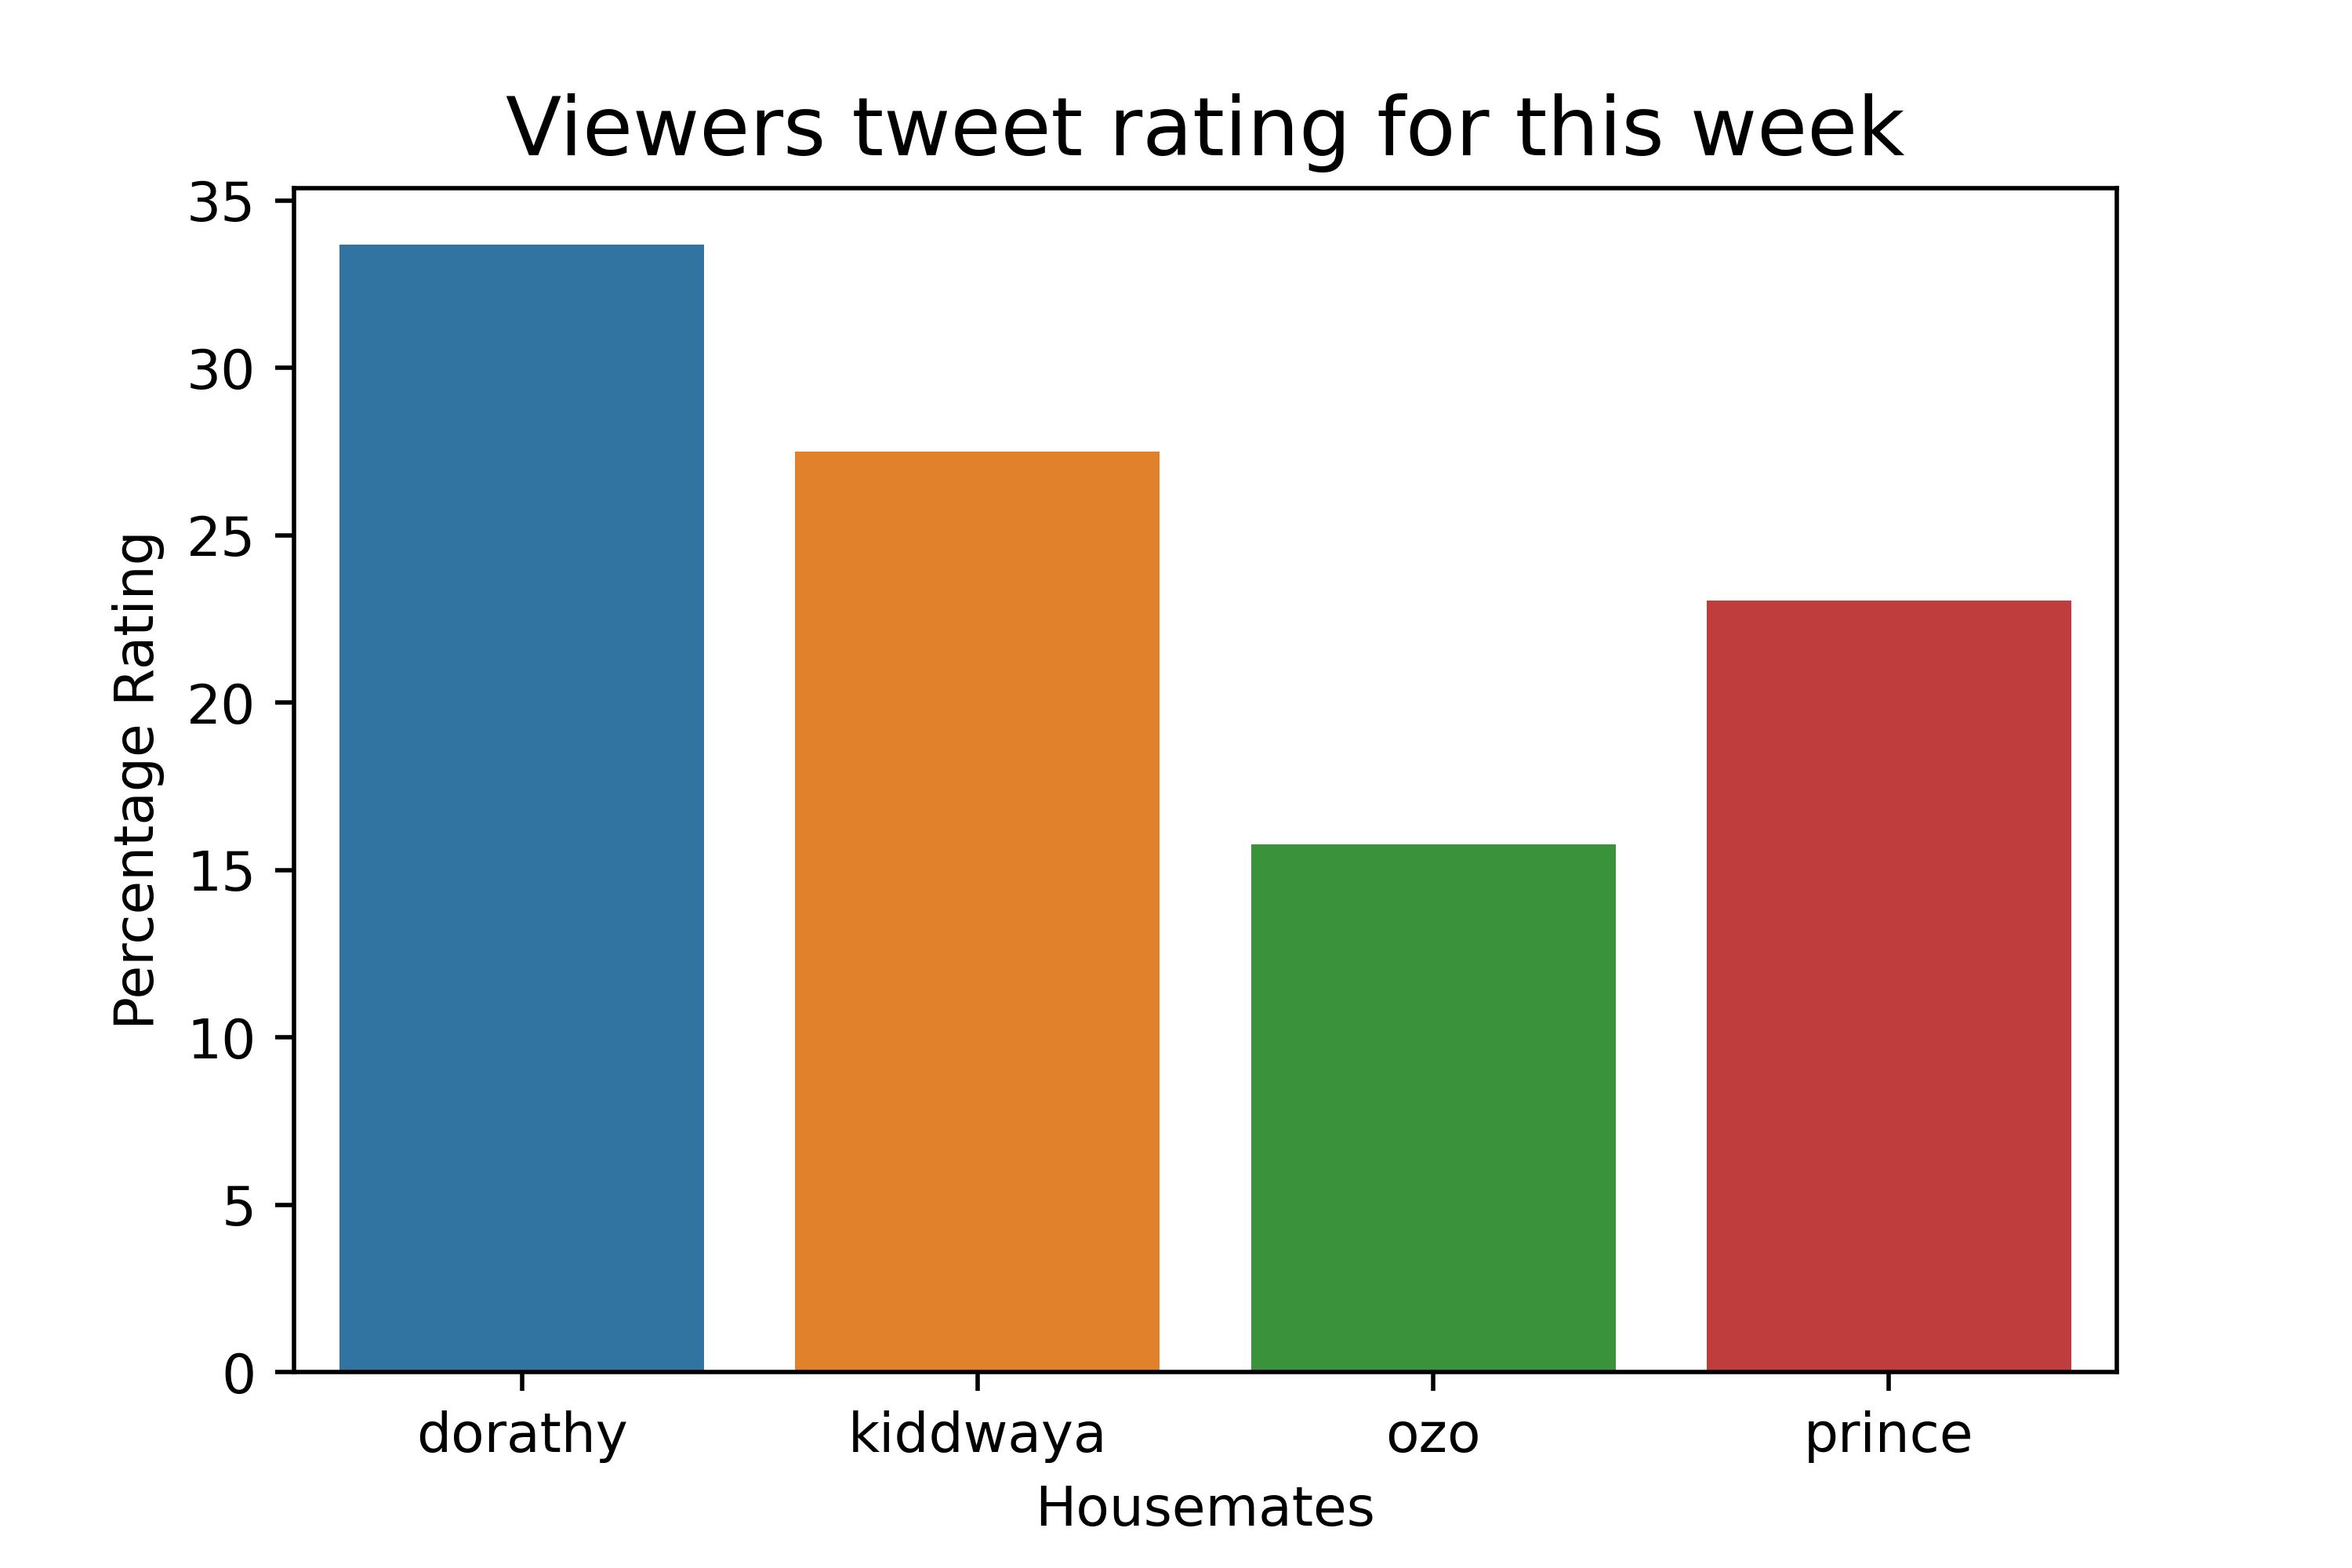 Viewers tweet rating for this week
35
30
25
20
15
10
5
0
Percentage Rating
dorathy kiddwaya ozo prince
Housemates